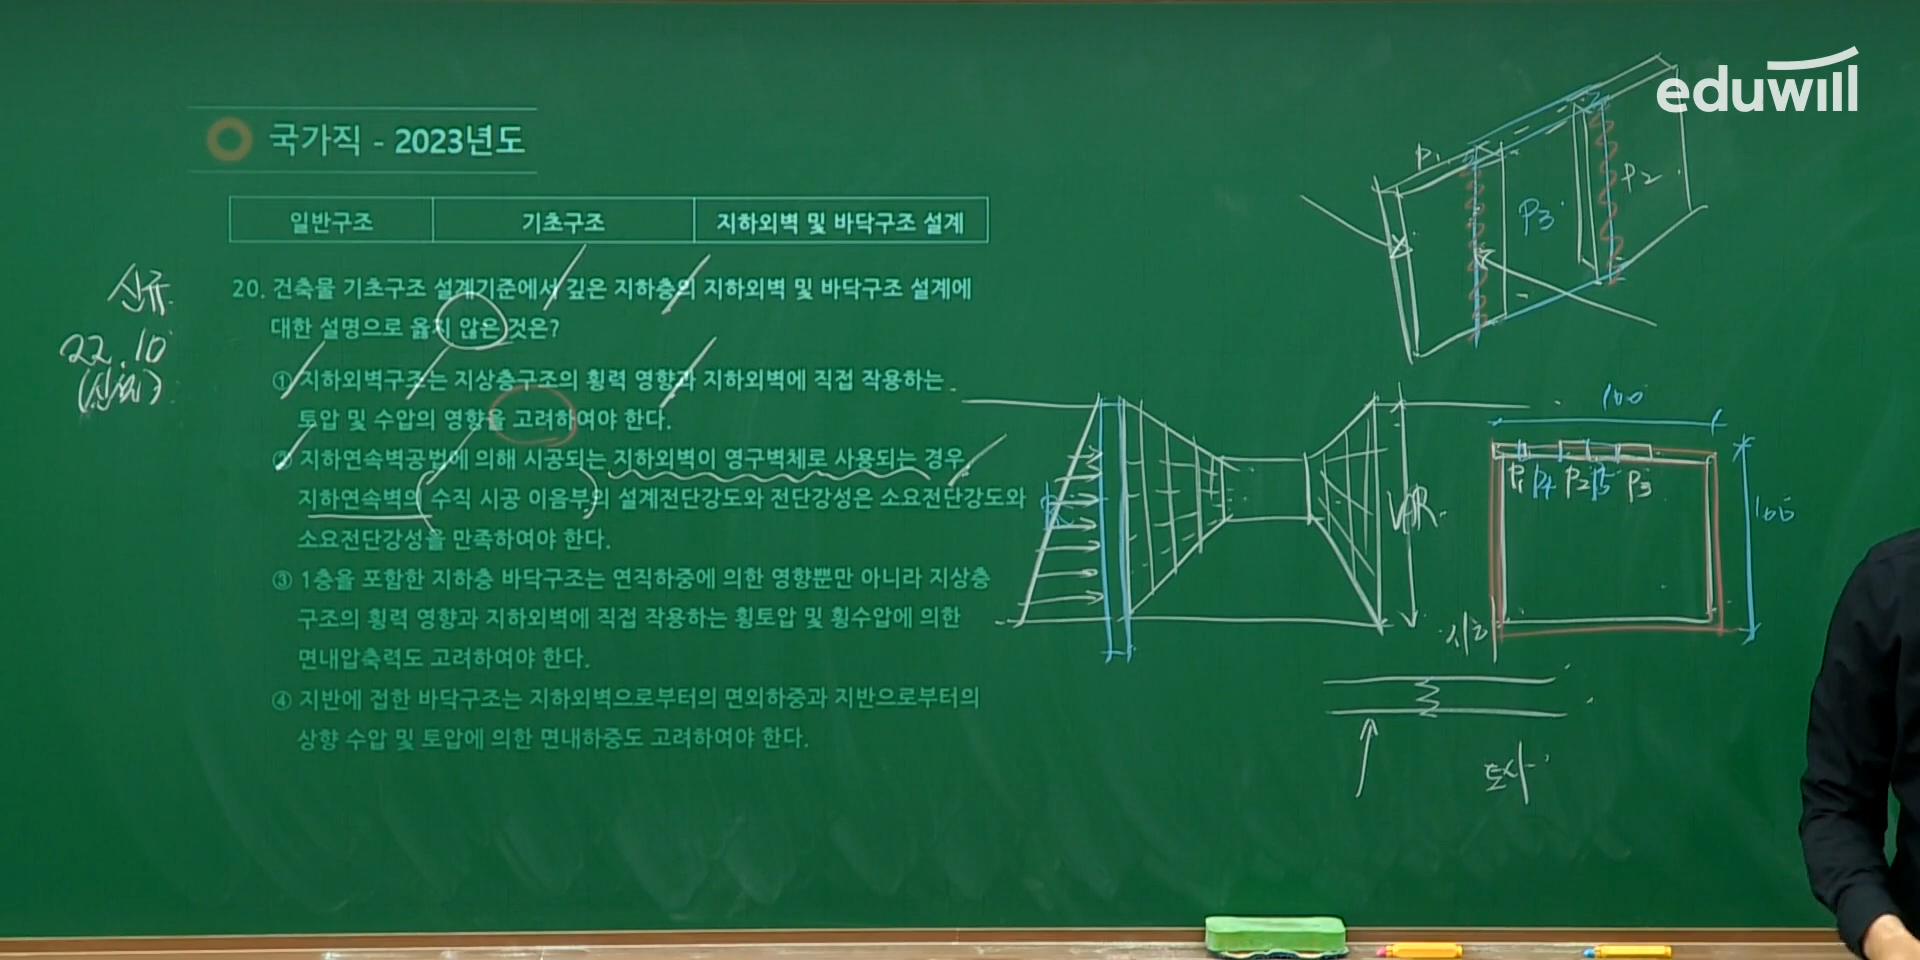 eduwill
국가직 - 2023년도
일반구조 기초구조 지하외벽 및 바닥구조 설계
20. 건축물 기초구조 설계기준에서 깊은 지하층의 지하외벽 및 바닥구조 설계에
대한 설명으로 옳지 않은 것은?
① 지하외벽구조는 지상층구조의 횡력 영향과 지하외벽에 직접 작용하는
토압 및 수압의 영향을 고려하여야 한다.
② 지하연속벽공법에 의해 시공되는 지하외벽이 영구벽체로 사용되는 경우
지하연속벽의 수직 시공 이음부의 설계전단강도와 전단강성은 소요전단강도와
소요전단강성을 만족하여야 한다.
③ 1층을 포함한 지하층 바닥구조는 연직하중에 의한 영향뿐만 아니라 지상층
구조의 횡력 영향과 지하외벽에 직접 작용하는 횡토압 및 횡수압에 의한
면내압축력도 고려하여야 한다.
④ 지반에 접한 바닥구조는 지하외벽으로부터의 면외하중과 지반으로부터의
상향 수압 및 토압에 의한 면내하중도 고려하여야 한다.
신규
22.10
P1
P3
P2
100
P1 P4 P2 P5 P3
100
토사